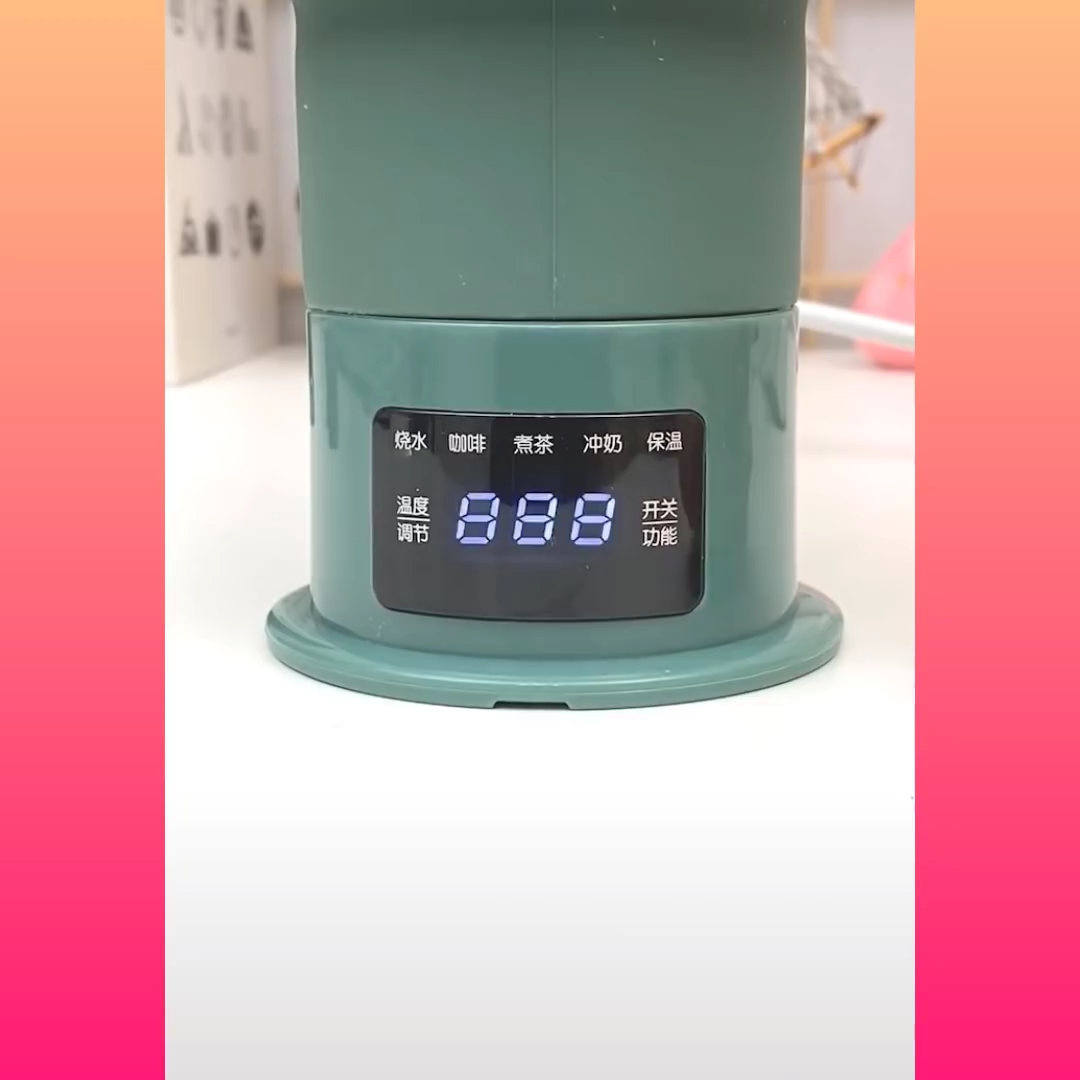 烧水 咖啡 煮茶 冲奶 保温
温度 888 开关
调节 功能